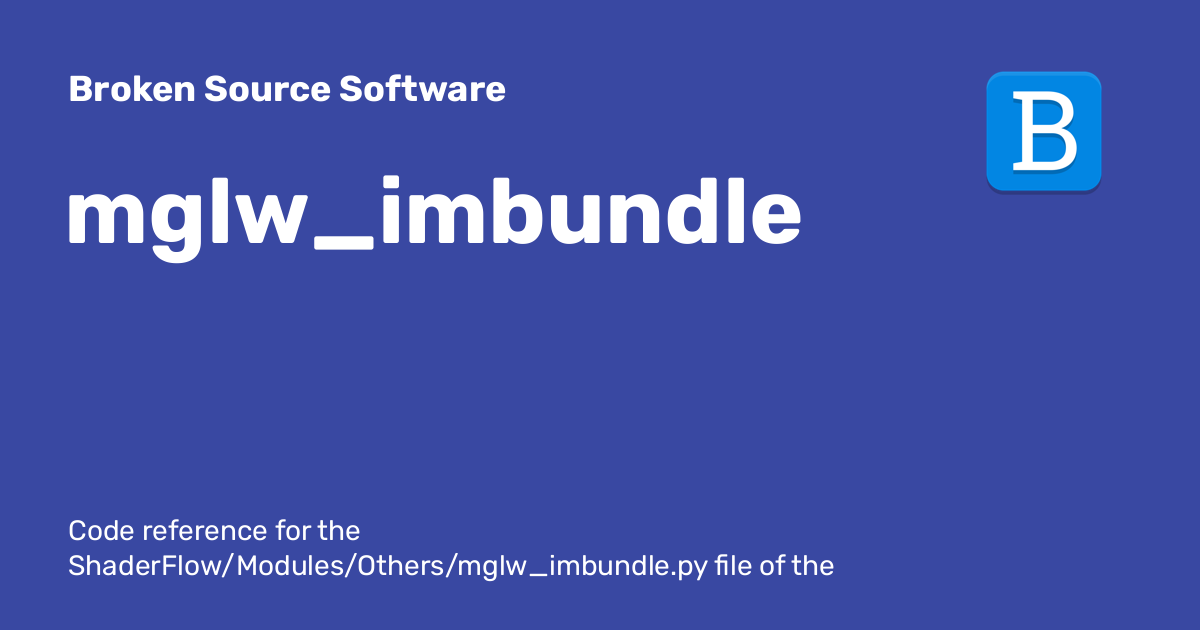 Broken Source Software
B
mglw_imbundle
Code reference for the
ShaderFlow/Modules/Others/mglw_imbundle.py file of the